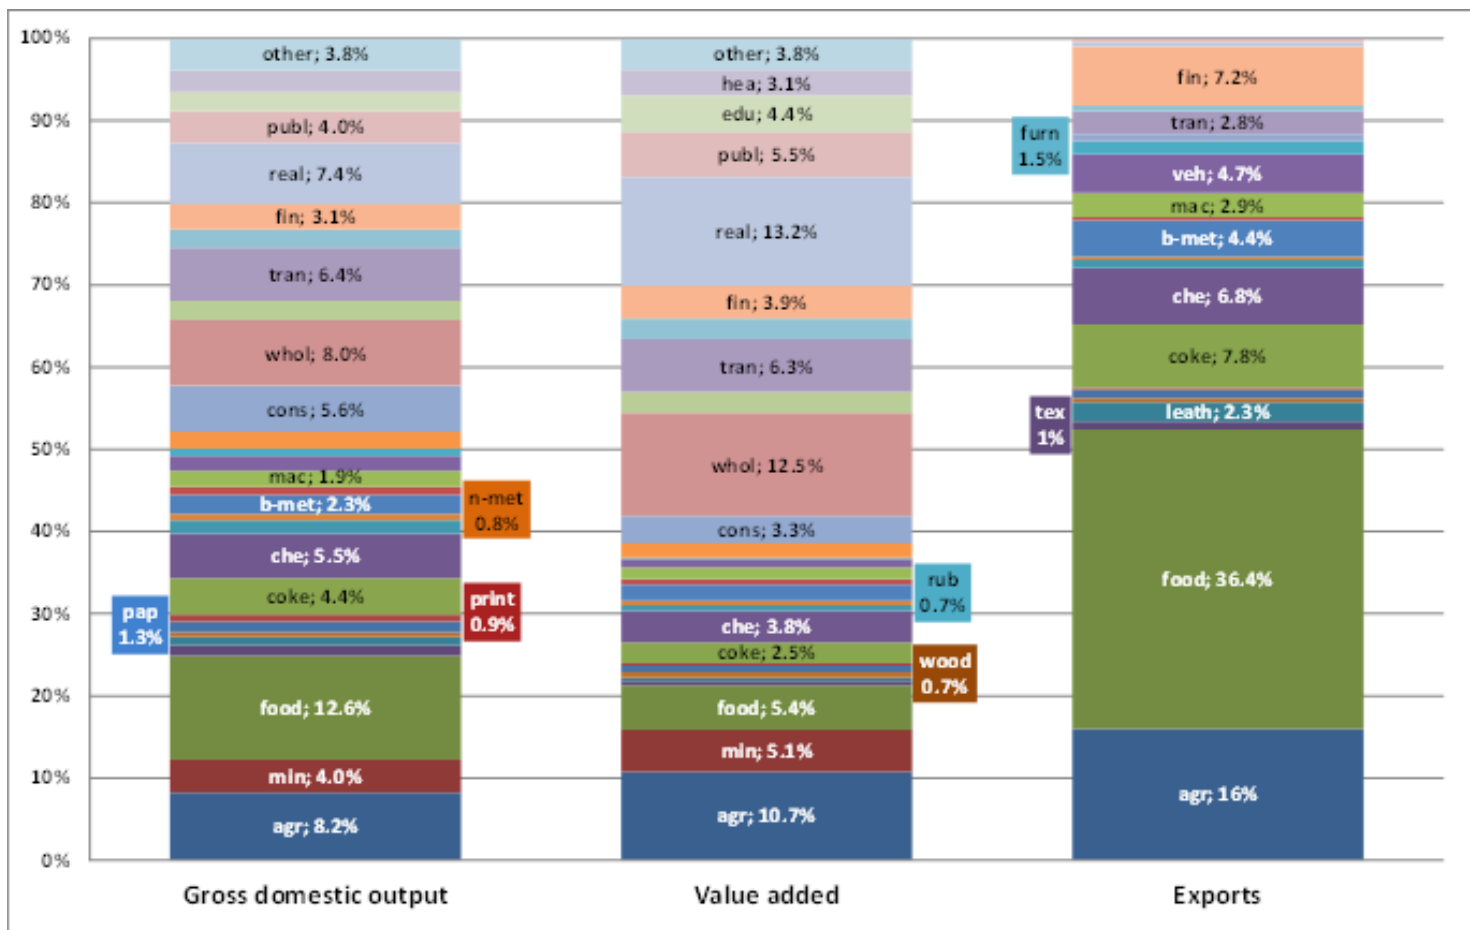 100%
90%
80%
70%
60%
50%
40%
30%
20%
10%
0%
other; 3.8%
publ; 4.0%
real; 7.4%
fin; 3.1%
tran; 6.4%
whol; 8.0%
cons; 5.6%
mac; 1.9%
b-met; 2.3%
n-met
0.8%
che; 5.5%
coke; 4.4%
print
0.9%
pap
1.3%
food; 12.6%
min; 4.0%
agr; 8.2%
Gross domestic output
other; 3.8%
hea; 3.1%
edu; 4.4%
publ; 5.5%
real; 13.2%
fin; 3.9%
tran; 6.3%
whol; 12.5%
cons; 3.3%
rub
0.7%
che; 3.8%
coke; 2.5%
wood
0.7%
food; 5.4%
min; 5.1%
agr; 10.7%
Value added
fin; 7.2%
tran; 2.8%
furn
1.5%
veh; 4.7%
mac; 2.9%
b-met; 4.4%
che; 6.8%
coke; 7.8%
leath; 2.3%
tex
1%
food; 36.4%
agr; 16%
Exports